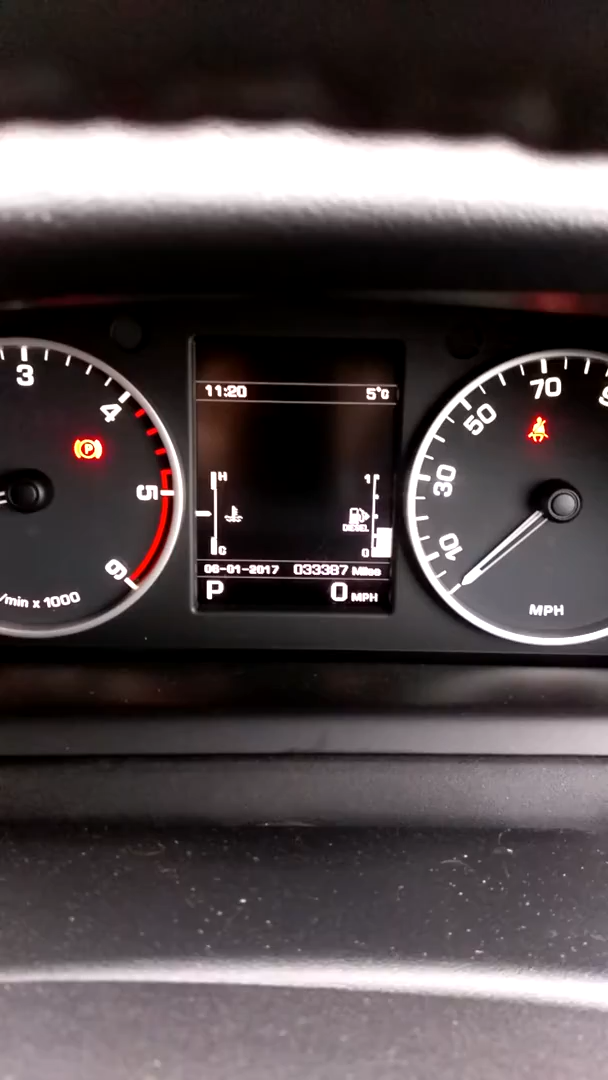 3
4
5
6
/min x 1000
P
11:20 5°C
H
C
1
DIESEL
0
06-01-2017 033387 Miles
P 0 MPH
70
50
30
10
MPH